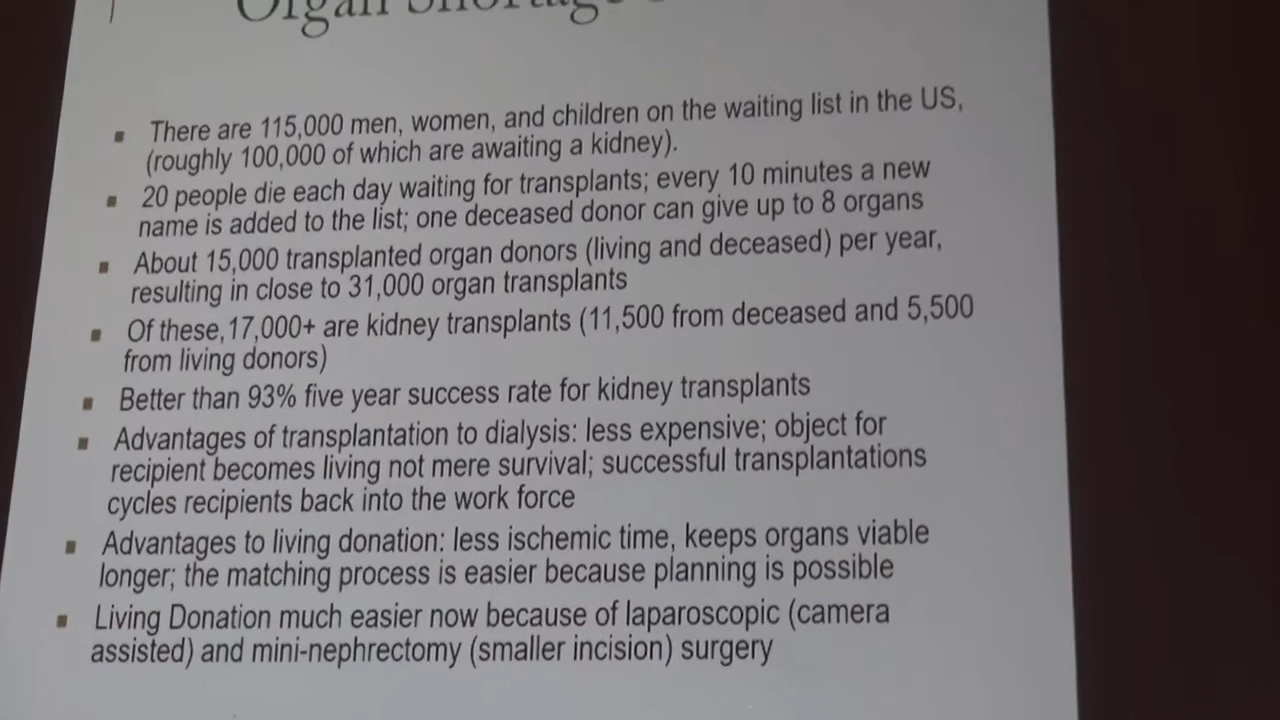 Organ Shortage
▪ There are 115,000 men, women, and children on the waiting list in the US,
(roughly 100,000 of which are awaiting a kidney).
▪ 20 people die each day waiting for transplants; every 10 minutes a new
name is added to the list; one deceased donor can give up to 8 organs
▪ About 15,000 transplanted organ donors (living and deceased) per year,
resulting in close to 31,000 organ transplants
▪ Of these,17,000+ are kidney transplants (11,500 from deceased and 5,500
from living donors)
▪ Better than 93% five year success rate for kidney transplants
▪ Advantages of transplantation to dialysis: less expensive; object for
recipient becomes living not mere survival; successful transplantations
cycles recipients back into the work force
▪ Advantages to living donation: less ischemic time, keeps organs viable
longer; the matching process is easier because planning is possible
▪ Living Donation much easier now because of laparoscopic (camera
assisted) and mini-nephrectomy (smaller incision) surgery